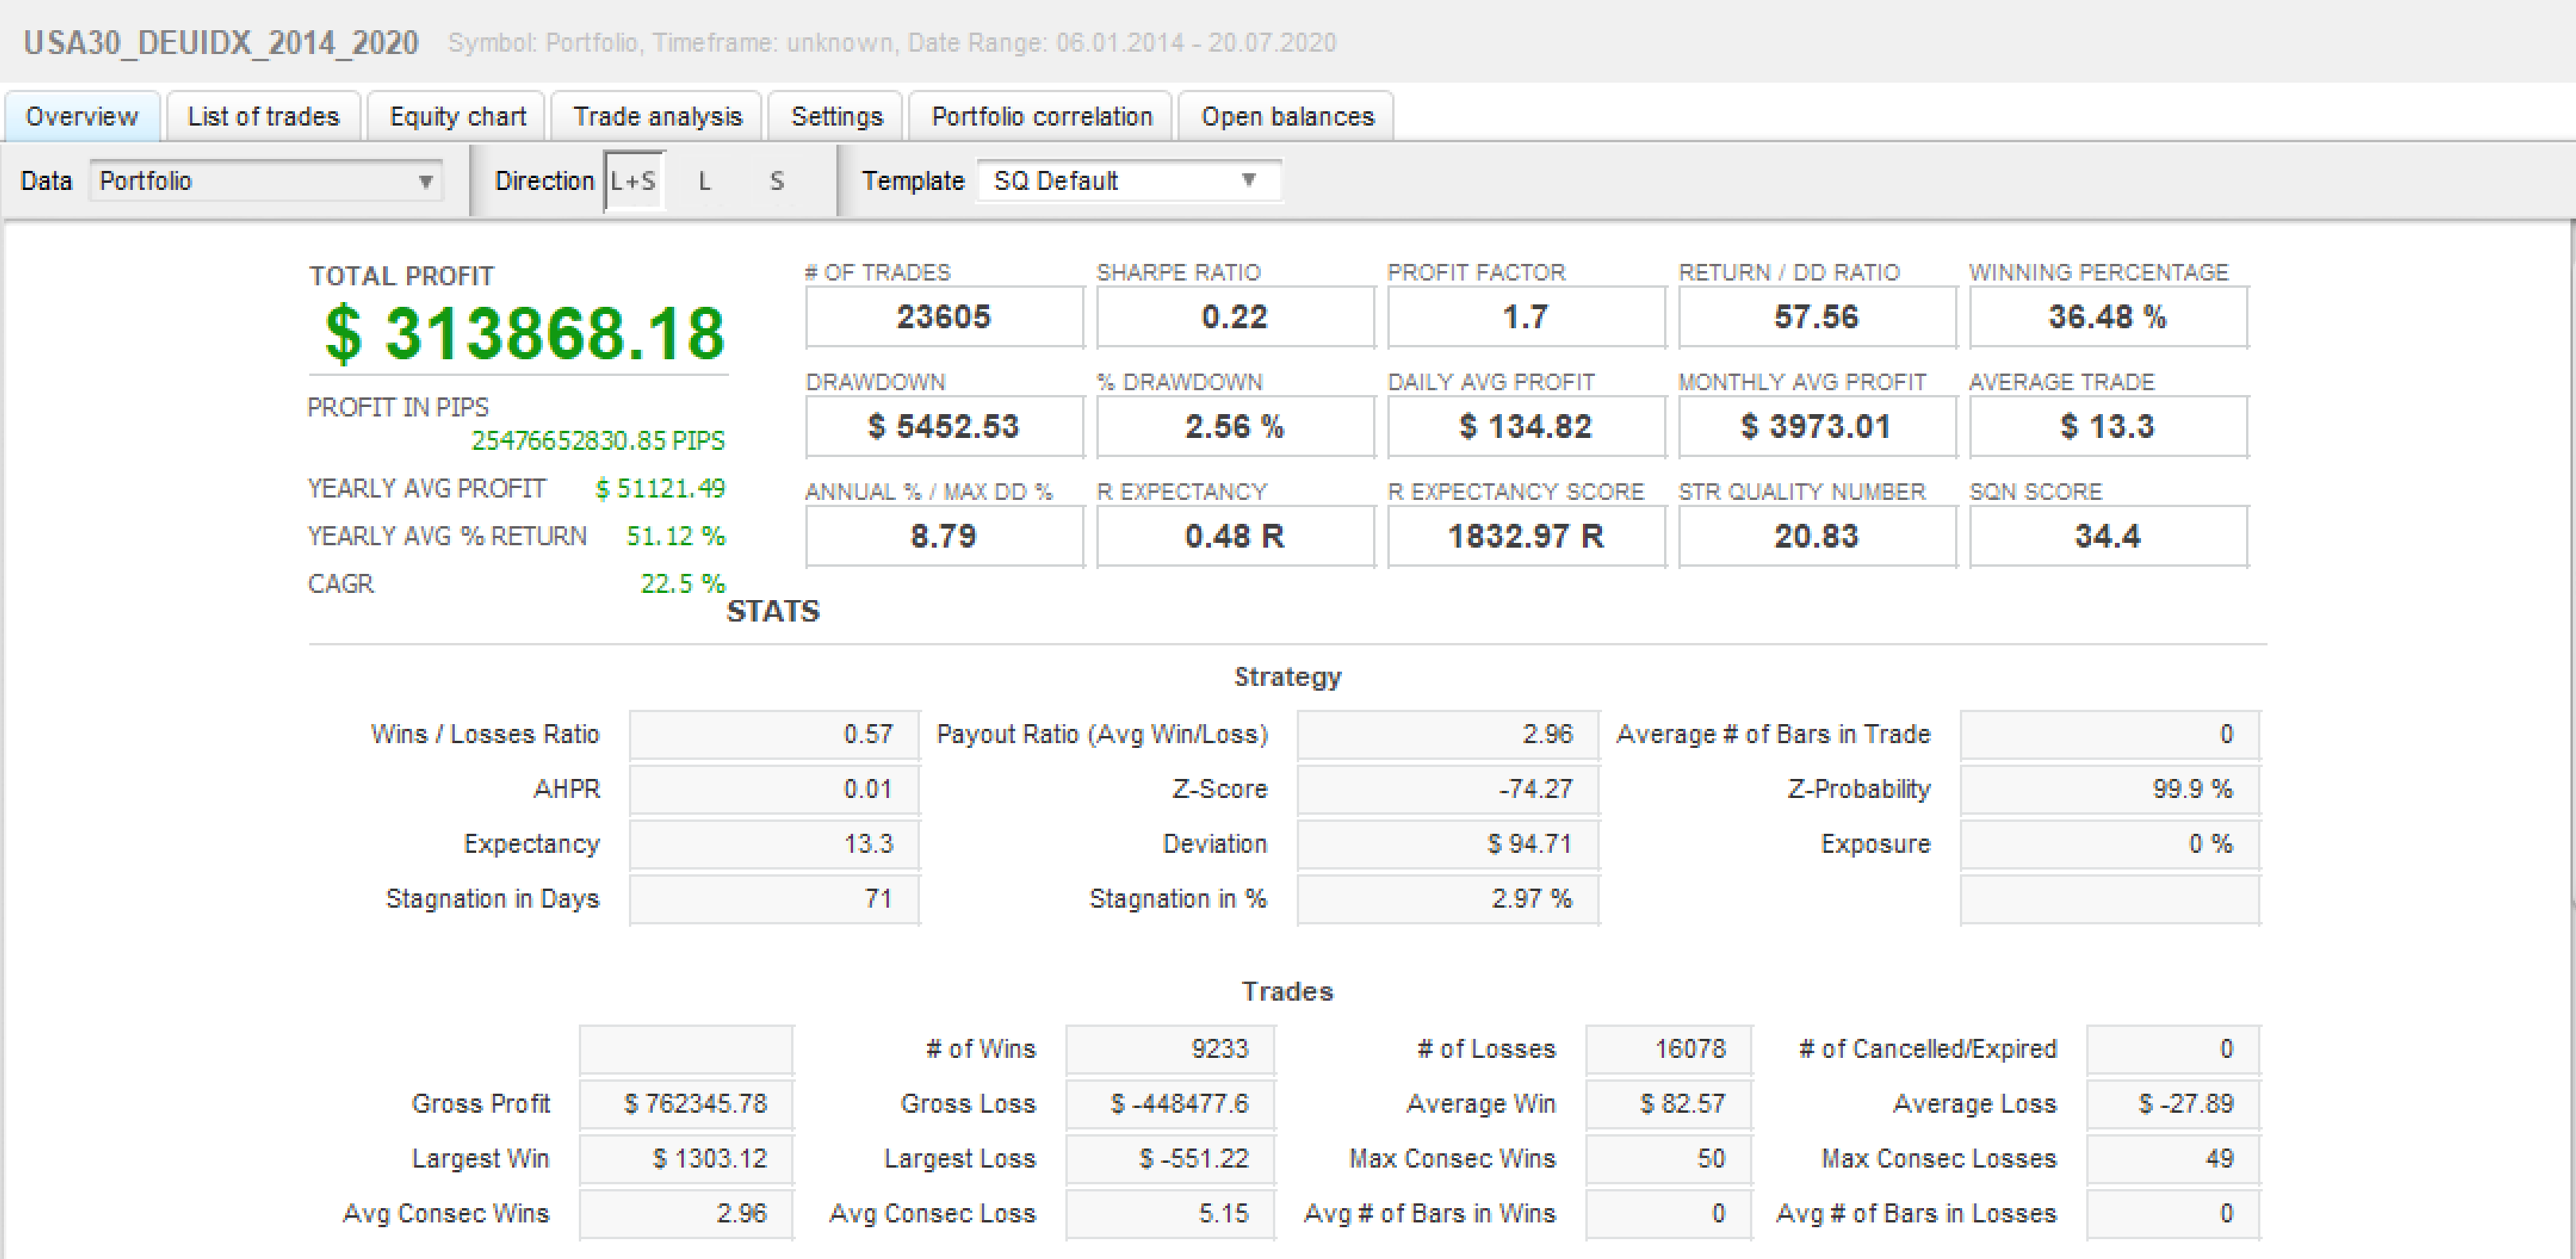 USA30_DEUIDX_2014_2020 Symbol: Portfolio, Timeframe: unknown, Date Range: 06.01.2014 - 20.07.2020
Overview List of trades Equity chart Trade analysis Settings Portfolio correlation Open balances
Data Portfolio ▼ Direction L+S L S Template SQ Default ▼
TOTAL PROFIT
$ 313868.18
PROFIT IN PIPS
25476652830.85 PIPS
YEARLY AVG PROFIT $ 51121.49
YEARLY AVG % RETURN 51.12 %
CAGR 22.5 %
# OF TRADES SHARPE RATIO PROFIT FACTOR RETURN / DD RATIO WINNING PERCENTAGE
23605 0.22 1.7 57.56 36.48 %
DRAWDOWN % DRAWDOWN DAILY AVG PROFIT MONTHLY AVG PROFIT AVERAGE TRADE
$ 5452.53 2.56 % $ 134.82 $ 3973.01 $ 13.3
ANNUAL % / MAX DD % R EXPECTANCY R EXPECTANCY SCORE STR QUALITY NUMBER SQN SCORE
8.79 0.48 R 1832.97 R 20.83 34.4
STATS
Strategy
Wins / Losses Ratio 0.57 Payout Ratio (Avg Win/Loss) 2.96 Average # of Bars in Trade 0
AHPR 0.01 Z-Score -74.27 Z-Probability 99.9 %
Expectancy 13.3 Deviation $ 94.71 Exposure 0 %
Stagnation in Days 71 Stagnation in % 2.97 %
Trades
# of Wins 9233 # of Losses 16078 # of Cancelled/Expired 0
Gross Profit $ 762345.78 Gross Loss $ -448477.6 Average Win $ 82.57 Average Loss $ -27.89
Largest Win $ 1303.12 Largest Loss $ -551.22 Max Consec Wins 50 Max Consec Losses 49
Avg Consec Wins 2.96 Avg Consec Loss 5.15 Avg # of Bars in Wins 0 Avg # of Bars in Losses 0